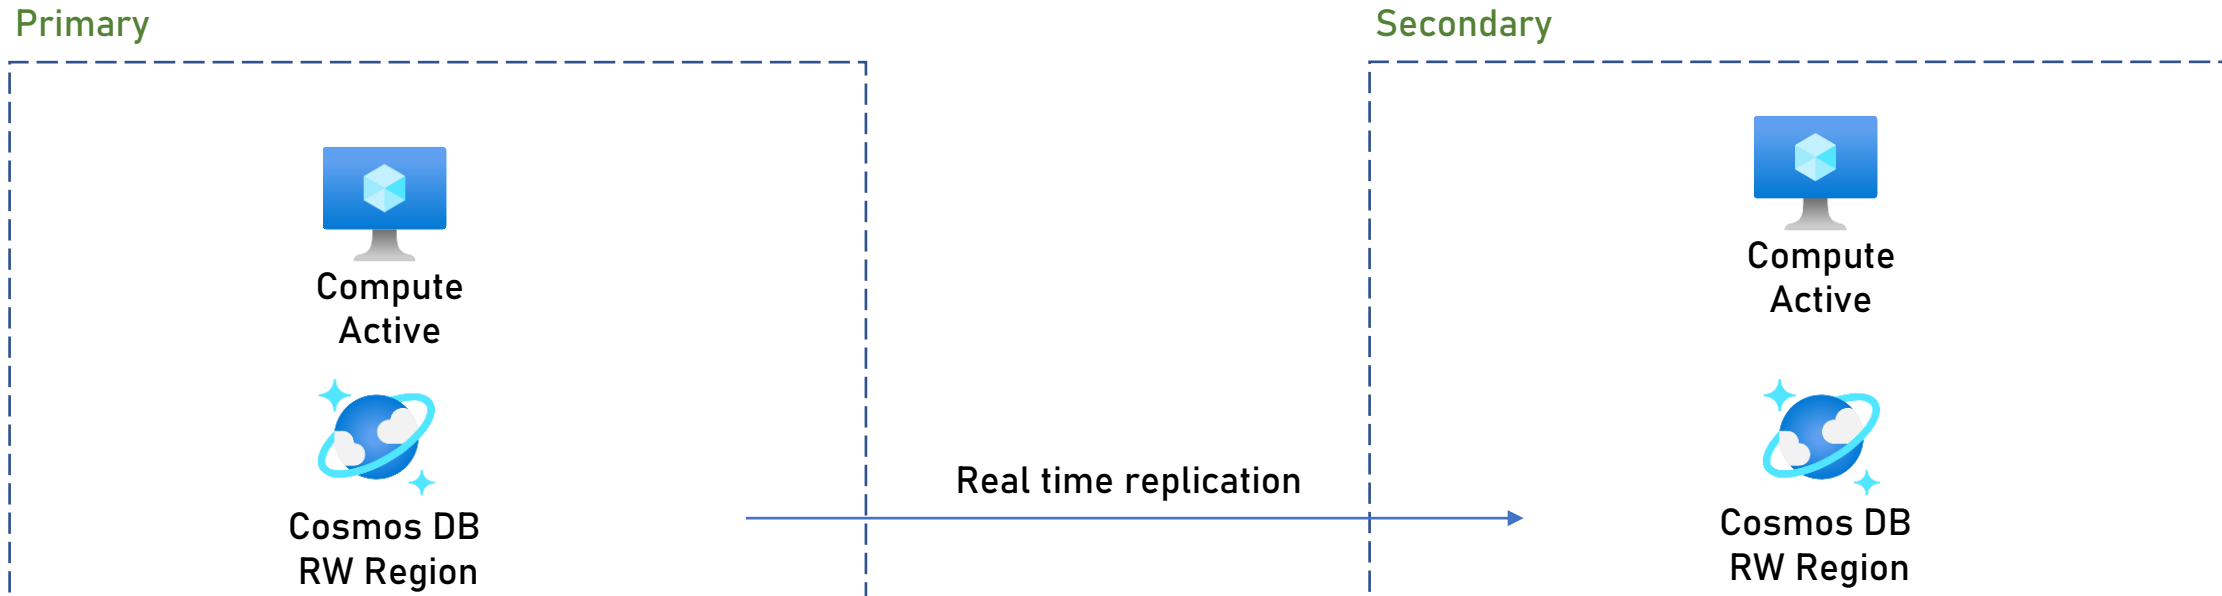 Primary
Secondary
Compute
Active
Compute
Active
Cosmos DB
RW Region
Real time replication
Cosmos DB
RW Region